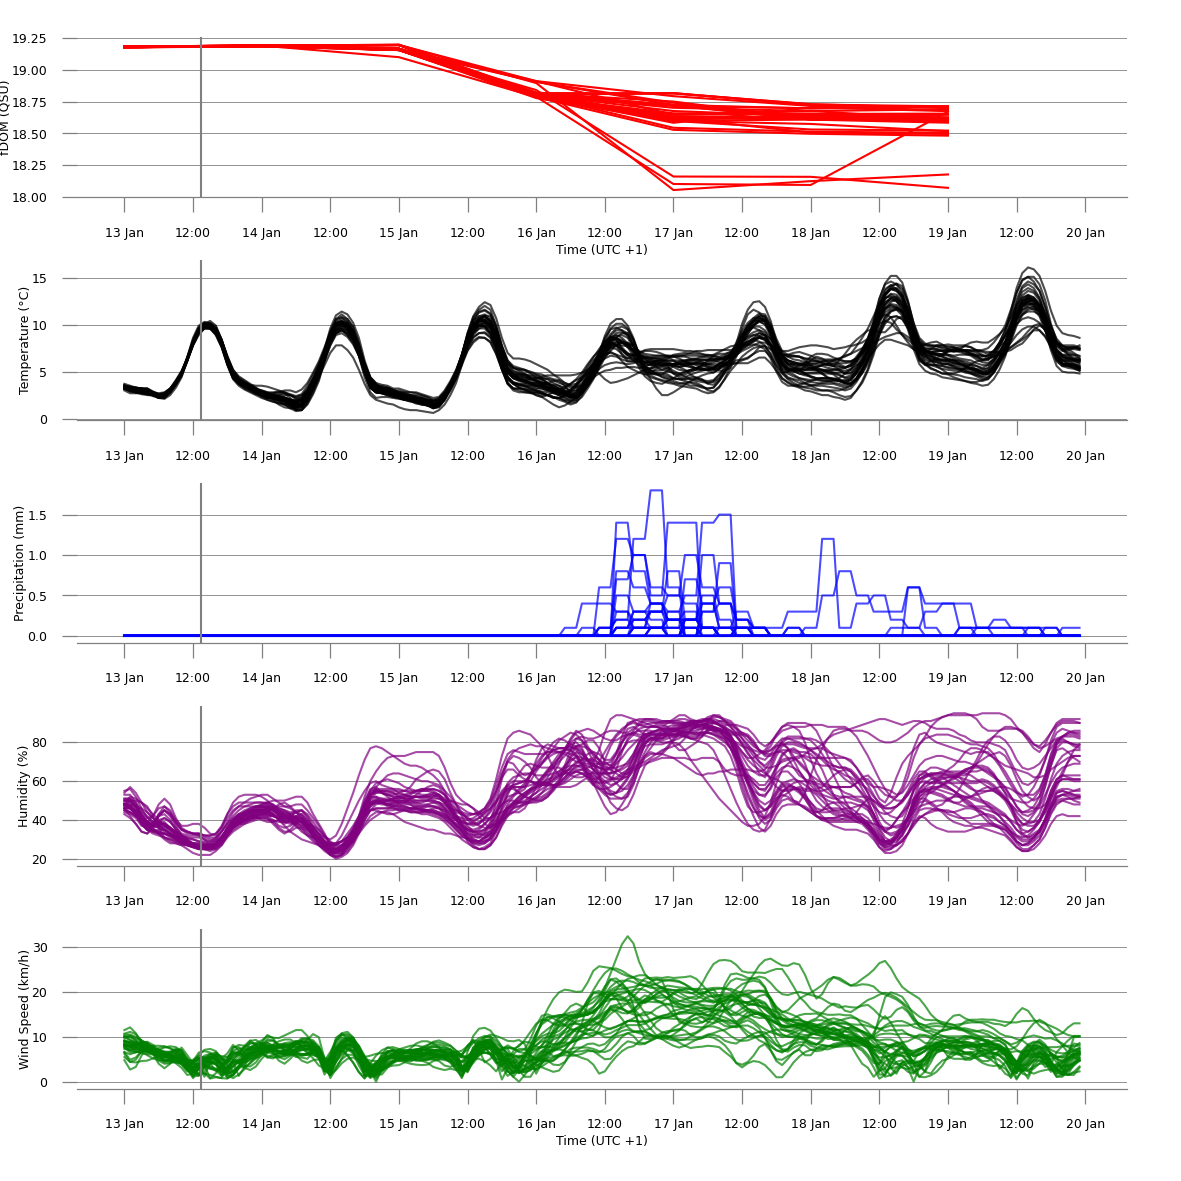 19.25
19.00
18.75
18.50
18.25
18.00
fDOM (QSU)
13 Jan 12:00 14 Jan 12:00 15 Jan 12:00 16 Jan 12:00 17 Jan 12:00 18 Jan 12:00 19 Jan 12:00 20 Jan
Time (UTC +1)
15
10
5
0
Temperature (°C)
13 Jan 12:00 14 Jan 12:00 15 Jan 12:00 16 Jan 12:00 17 Jan 12:00 18 Jan 12:00 19 Jan 12:00 20 Jan
1.5
1.0
0.5
0.0
Precipitation (mm)
13 Jan 12:00 14 Jan 12:00 15 Jan 12:00 16 Jan 12:00 17 Jan 12:00 18 Jan 12:00 19 Jan 12:00 20 Jan
80
60
40
20
Humidity (%)
13 Jan 12:00 14 Jan 12:00 15 Jan 12:00 16 Jan 12:00 17 Jan 12:00 18 Jan 12:00 19 Jan 12:00 20 Jan
30
20
10
0
Wind Speed (km/h)
13 Jan 12:00 14 Jan 12:00 15 Jan 12:00 16 Jan 12:00 17 Jan 12:00 18 Jan 12:00 19 Jan 12:00 20 Jan
Time (UTC +1)